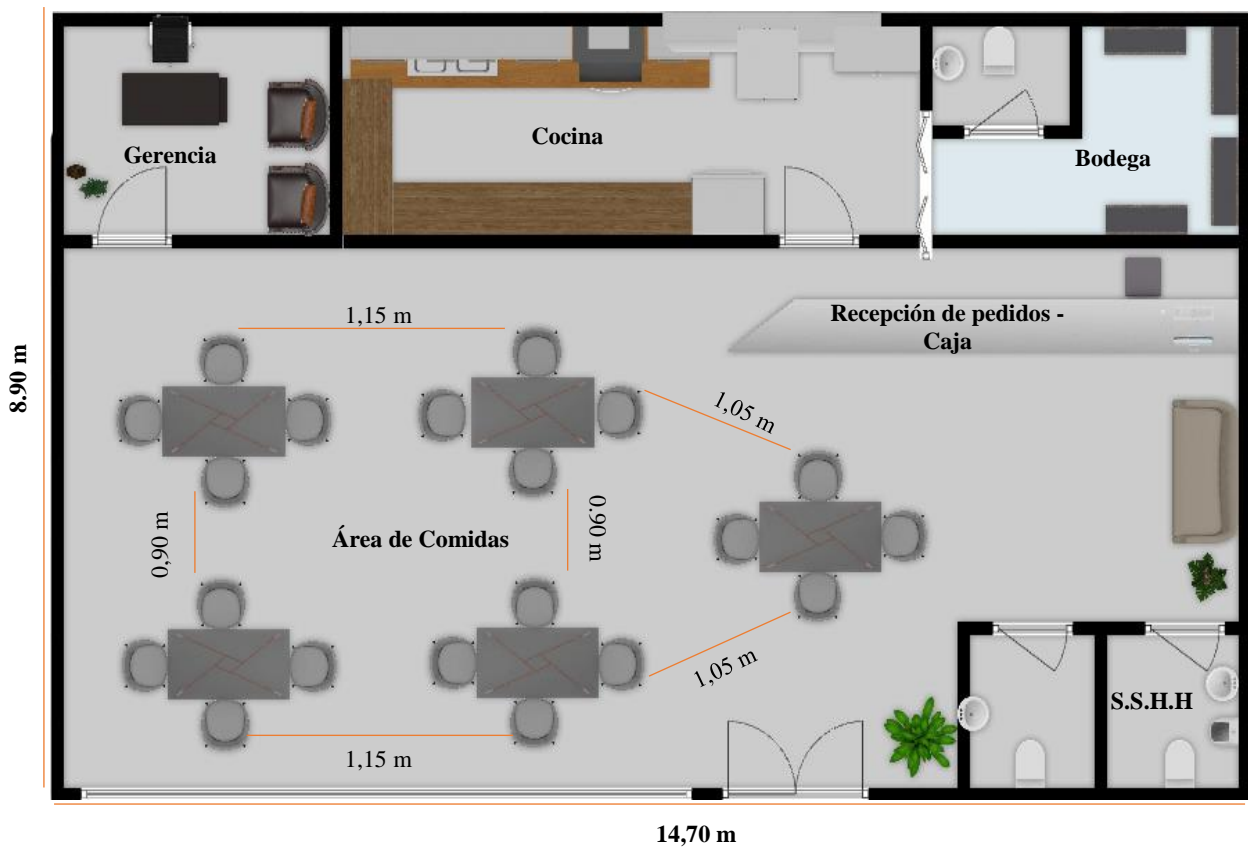 Gerencia
Cocina
Bodega
Recepción de pedidos -
Caja
1,15 m
8.90 m
1,05 m
0,90 m
Área de Comidas
0.90 m
1,05 m
S.S.H.H
1,15 m
14,70 m